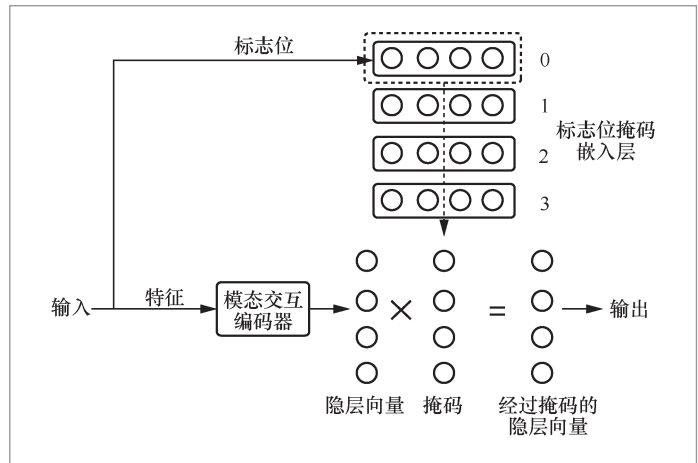 标志位
0
1
标志位掩码
嵌入层
2
3
输入
特征
模态交互
编码器
×
=
输出
隐层向量
掩码
经过掩码的
隐层向量